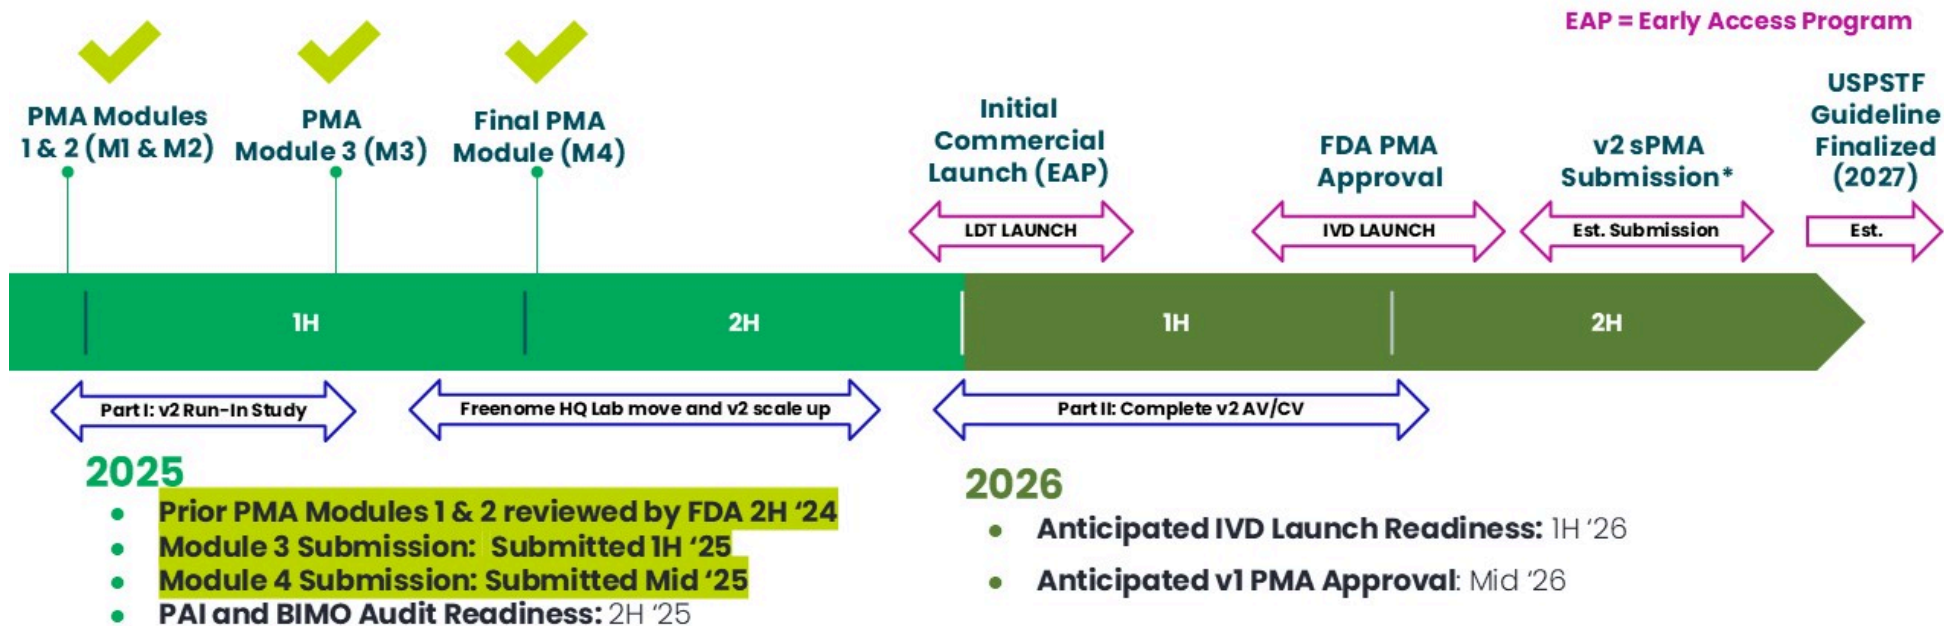 EAP = Early Access Program
PMA Modules
1 & 2 (M1 & M2)
PMA
Module 3 (M3)
Final PMA
Module (M4)
Initial
Commercial
Launch (EAP)
FDA PMA
Approval
v2 sPMA
Submission*
USPSTF
Guideline
Finalized
(2027)
LDT LAUNCH
IVD LAUNCH
Est. Submission
Est.
1H
2H
1H
2H
Part I: v2 Run-In Study
Freenome HQ Lab move and v2 scale up
Part II: Complete v2 AV/CV
2025
• Prior PMA Modules 1 & 2 reviewed by FDA 2H ‘24
• Module 3 Submission: Submitted 1H ‘25
• Module 4 Submission: Submitted Mid ‘25
• PAI and BIMO Audit Readiness: 2H ‘25
2026
• Anticipated IVD Launch Readiness: 1H ‘26
• Anticipated v1 PMA Approval: Mid ‘26